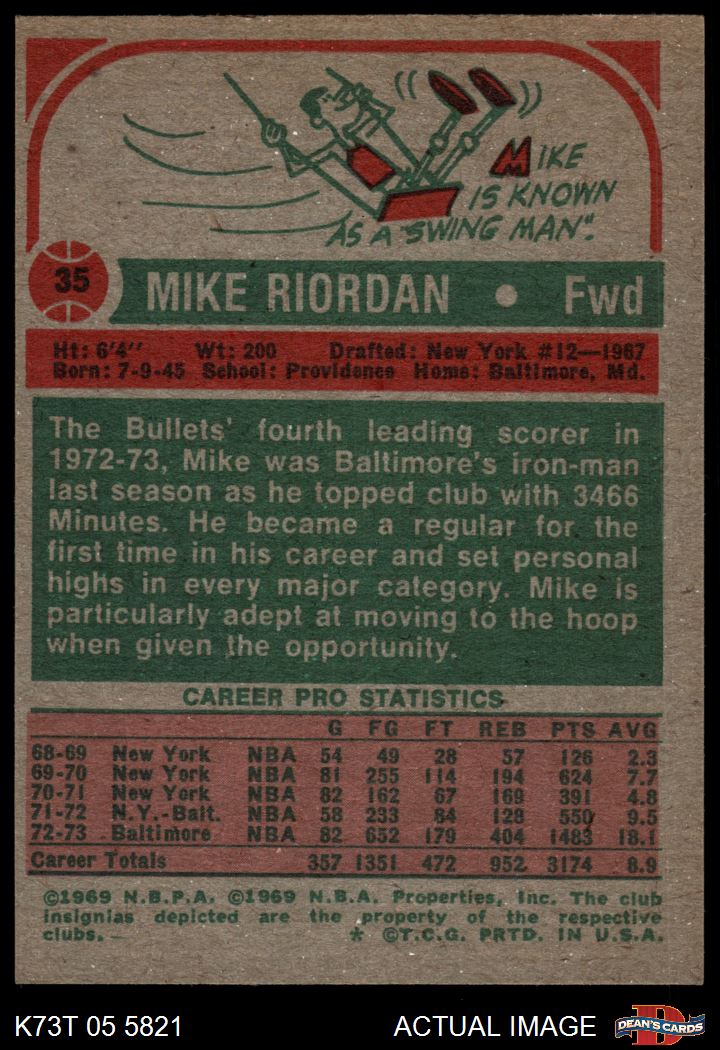 MIKE
IS KNOWN
AS A "SWING MAN".
35
MIKE RIORDAN • Fwd
Ht: 6'4" Wt: 200 Drafted: New York #12—1967
Born: 7-9-45 School: Providence Home: Baltimore, Md.
The Bullets' fourth leading scorer in
1972-73, Mike was Baltimore's iron-man
last season as he topped club with 3466
Minutes. He became a regular for the
first time in his career and set personal
highs in every major category. Mike is
particularly adept at moving to the hoop
when given the opportunity.
CAREER PRO STATISTICS
G FG FT REB PTS AVG
68-69 New York NBA 54 49 28 57 126 2.3
69-70 New York NBA 81 255 114 194 624 7.7
70-71 New York NBA 82 162 67 169 391 4.8
71-72 N.Y.-Balt. NBA 58 233 84 128 550 9.5
72-73 Baltimore NBA 82 652 179 404 1483 18.1
Career Totals 357 1351 472 952 3174 8.9
©1969 N.B.P.A. ©1969 N.B.A. Properties, Inc. The club
insignias depicted are the property of the respective
clubs. * ©T.C.G. PRTD. IN U.S.A.
K73T 05 5821 ACTUAL IMAGE DEAN'S CARDS